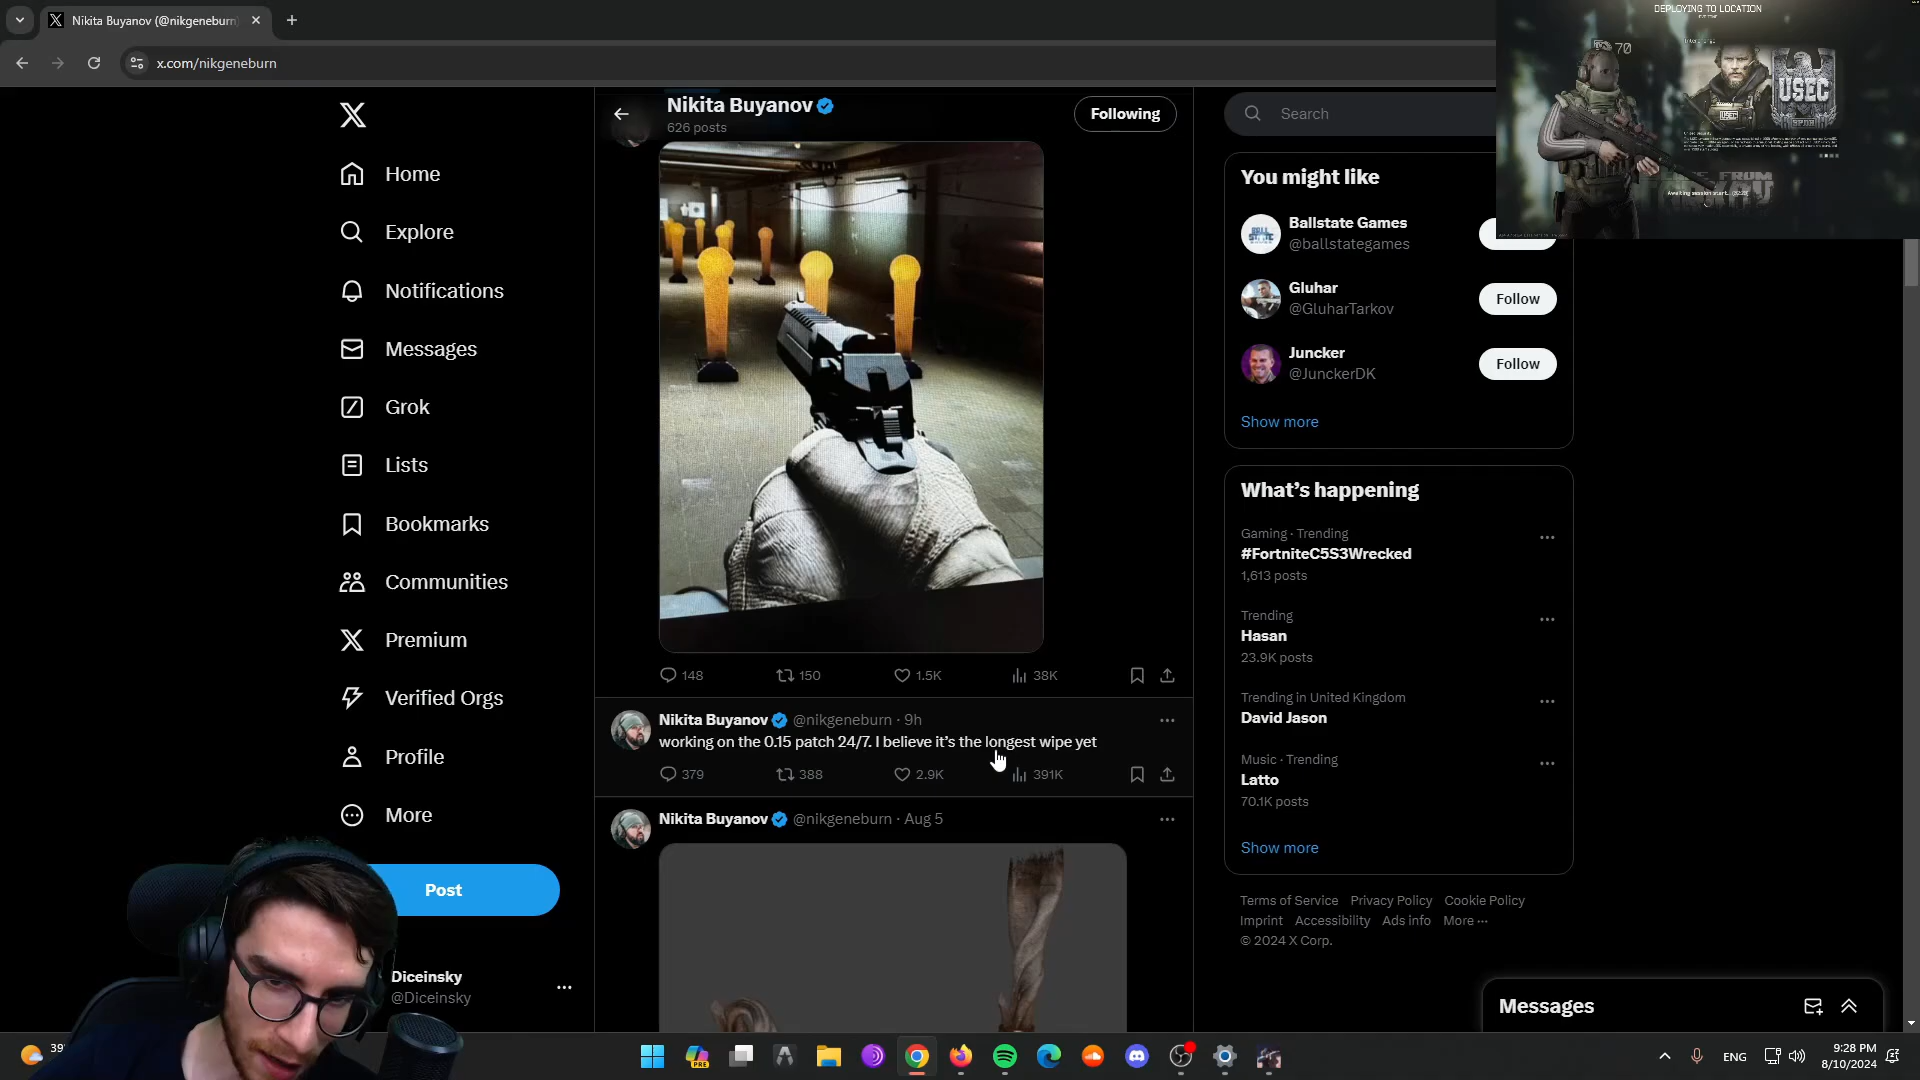 Nikita Buyanov (@nikgeneburn)
x.com/nikgeneburn
DEPLOYING TO LOCATION
70
USEC
Awaiting session start...
Home
Explore
Notifications
Messages
Grok
Lists
Bookmarks
Communities
Premium
Verified Orgs
Profile
More
Post
Diceinsky
@Diceinsky
Nikita Buyanov
626 posts
Following
148 150 1.5K 38K
Nikita Buyanov @nikgeneburn · 9h
working on the 0.15 patch 24/7. I believe it's the longest wipe yet
379 388 2.9K 391K
Nikita Buyanov @nikgeneburn · Aug 5
Search
You might like
Ballstate Games
@ballstategames
Gluhar
@GluharTarkov
Follow
Juncker
@JunckerDK
Follow
Show more
What's happening
Gaming · Trending
#FortniteC5S3Wrecked
1,613 posts
Trending
Hasan
23.9K posts
Trending in United Kingdom
David Jason
Music · Trending
Latto
70.1K posts
Show more
Terms of Service Privacy Policy Cookie Policy
Imprint Accessibility Ads info More ···
© 2024 X Corp.
Messages
39°
PRE
ENG
9:28 PM
8/10/2024